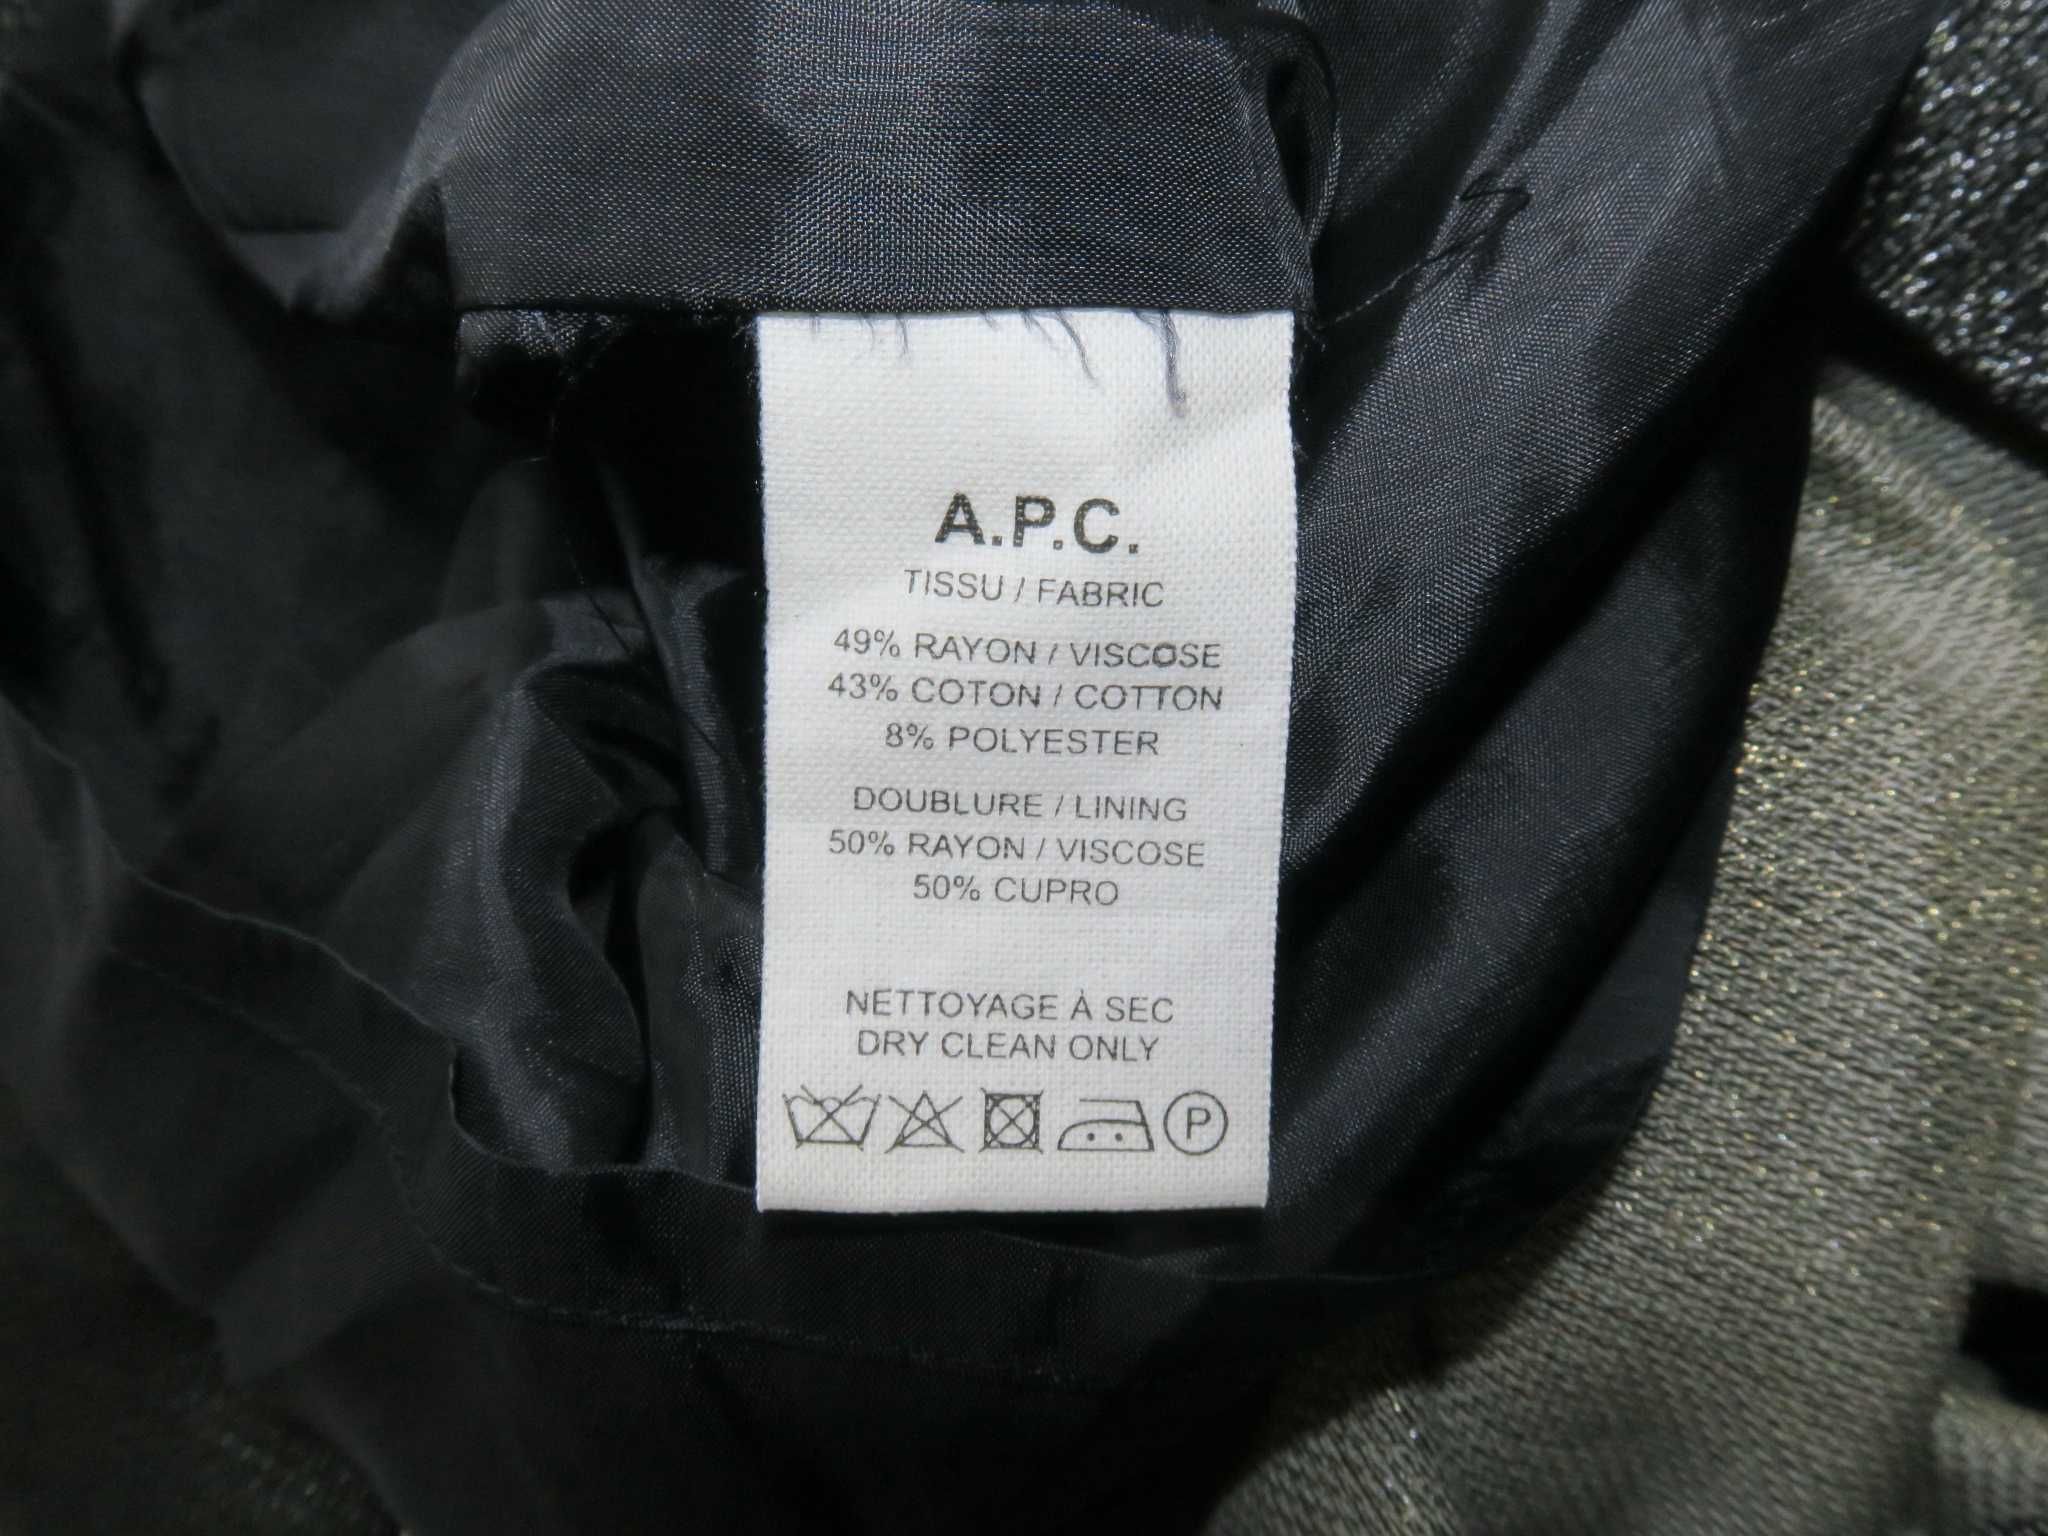 A.P.C.
TISSU / FABRIC
49% RAYON / VISCOSE
43% COTON / COTTON
8% POLYESTER
DOUBLURE / LINING
50% RAYON / VISCOSE
50% CUPRO
NETTOYAGE À SEC
DRY CLEAN ONLY
P